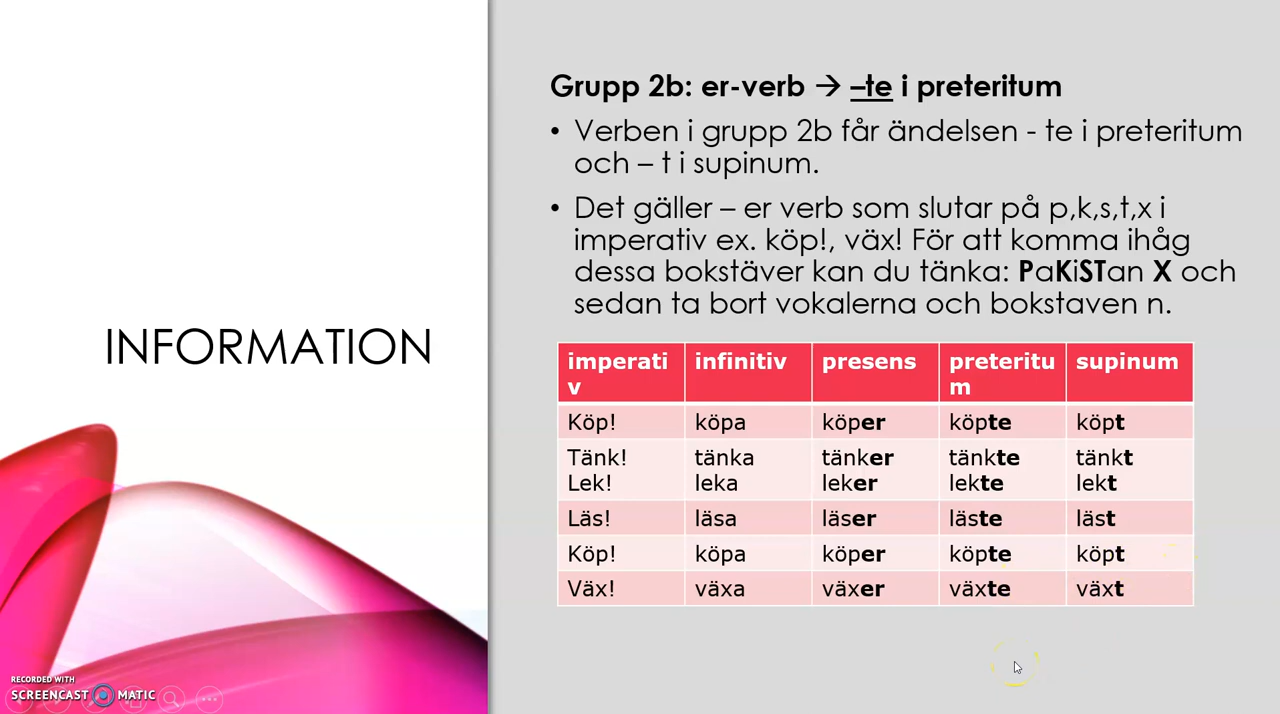 INFORMATION
Grupp 2b: er-verb → –te i preteritum
• Verben i grupp 2b får ändelsen - te i preteritum
och – t i supinum.
• Det gäller – er verb som slutar på p,k,s,t,x i
imperativ ex. köp!, väx! För att komma ihåg
dessa bokstäver kan du tänka: PaKiSTan X och
sedan ta bort vokalerna och bokstaven n.
imperati infinitiv presens preteritu supinum
v m
Köp! köpa köper köpte köpt
Tänk! tänka tänker tänkte tänkt
Lek! leka leker lekte lekt
Läs! läsa läser läste läst
Köp! köpa köper köpte köpt
Väx! växa växer växte växt
RECORDED WITH
SCREENCAST MATIC